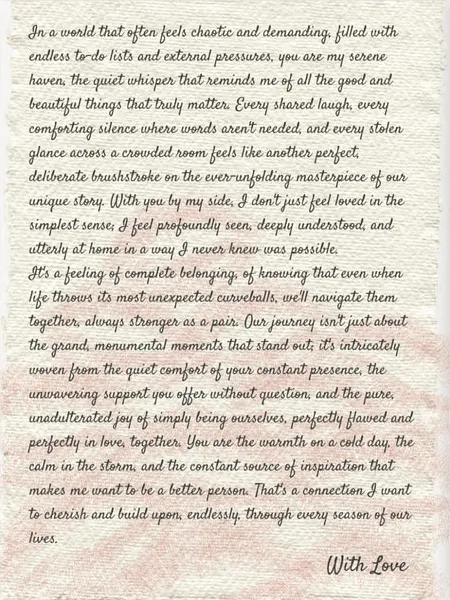 In a world that often feels chaotic and demanding, filled with
endless to-do lists and external pressures, you are my serene
haven, the quiet whisper that reminds me of all the good and
beautiful things that truly matter. Every shared laugh, every
comforting silence where words aren't needed, and every stolen
glance across a crowded room feels like another perfect,
deliberate brushstroke on the ever-unfolding masterpiece of our
unique story. With you by my side, I don't just feel loved in the
simplest sense; I feel profoundly seen, deeply understood, and
utterly at home in a way I never knew was possible.
It's a feeling of complete belonging, of knowing that even when
life throws its most unexpected curveballs, we'll navigate them
together, always stronger as a pair. Our journey isn't just about
the grand, monumental moments that stand out; it's intricately
woven from the quiet comfort of your constant presence, the
unwavering support you offer without question, and the pure,
unadulterated joy of simply being ourselves, perfectly flawed and
perfectly in love, together. You are the warmth on a cold day, the
calm in the storm, and the constant source of inspiration that
makes me want to be a better person. That's a connection I want
to cherish and build upon, endlessly, through every season of our
lives.
With Love